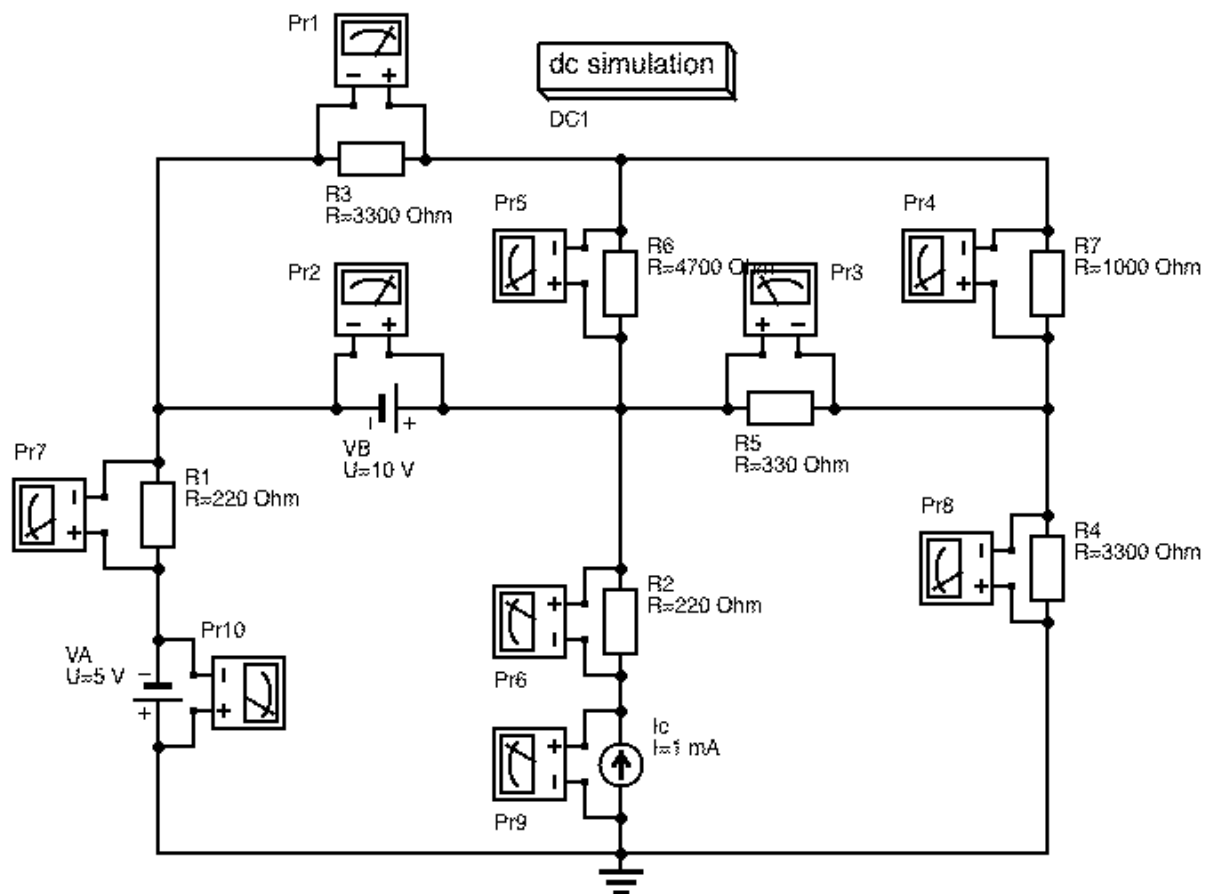 Pr1
dc simulation
DC1
R3
R=3300 Ohm
Pr5
R6
R=4700 Ohm
Pr4
R7
R=1000 Ohm
Pr2
Pr3
VB
U=10 V
R5
R=330 Ohm
Pr7
R1
R=220 Ohm
Pr8
R4
R=3300 Ohm
R2
R=220 Ohm
Pr10
VA
U=5 V
Pr6
Ic
I=1 mA
Pr9